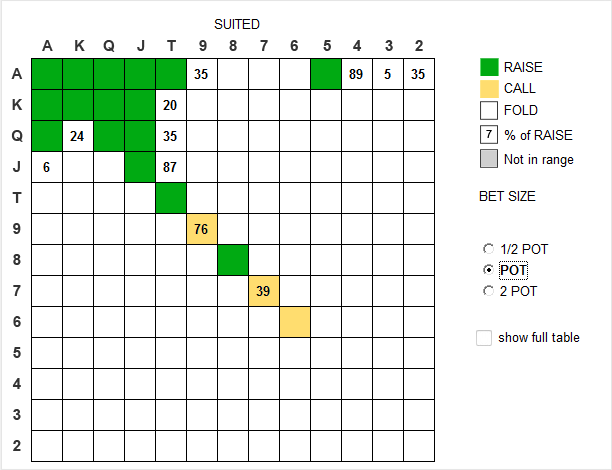 SUITED
A K Q J T 9 8 7 6 5 4 3 2
A 35 89 5 35
K 20
Q 24 35
J 6 87
T
9 76
8
7 39
6
5
4
3
2
RAISE
CALL
FOLD
7 % of RAISE
Not in range
BET SIZE
1/2 POT
POT
2 POT
show full table